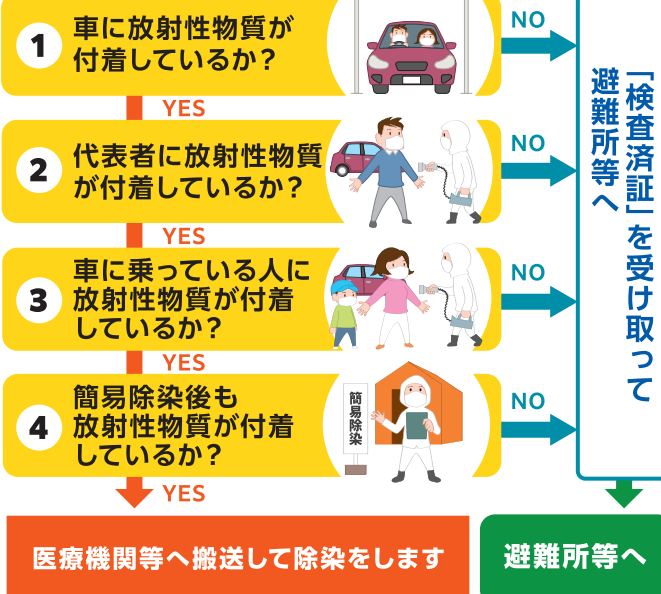 1
車に放射性物質が
付着しているか？
NO
YES
2
代表者に放射性物質
が付着しているか？
NO
YES
3
車に乗っている人に
放射性物質が付着
しているか？
NO
YES
4
簡易除染後も
放射性物質が付着
しているか？
簡易除染
NO
YES
「検査済証」を受け取って
避難所等へ
医療機関等へ搬送して除染をします
避難所等へ